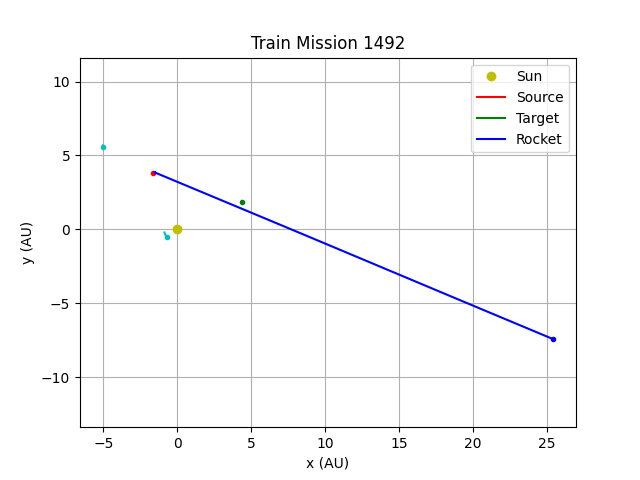 Train Mission 1492
Sun
Source
Target
Rocket
10
5
0
−5
−10
y (AU)
−5
0
5
10
15
20
25
x (AU)